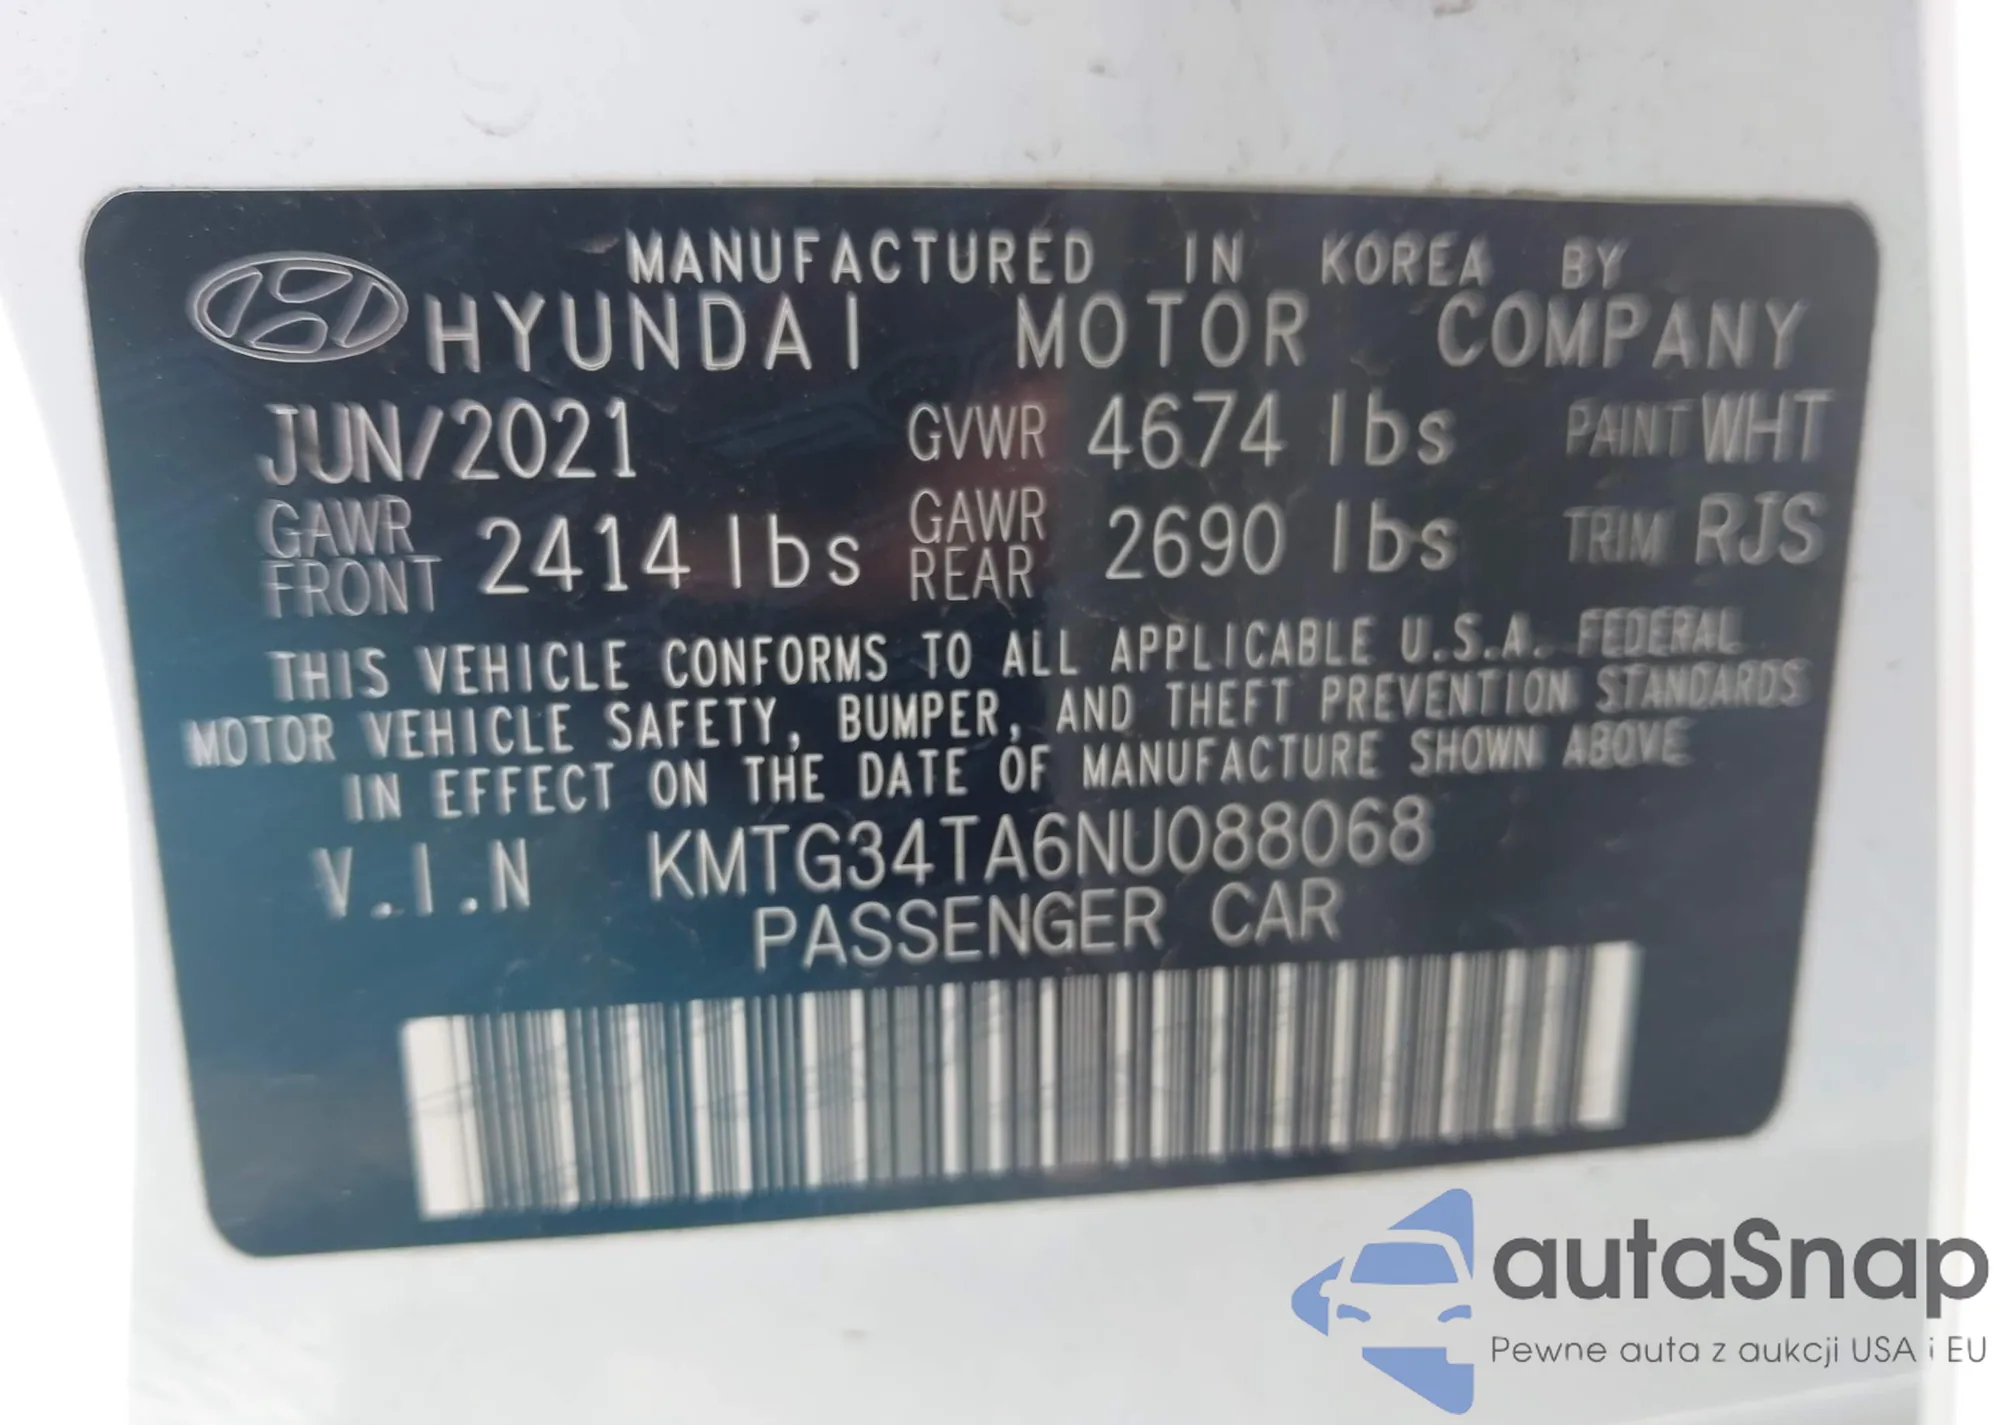 MANUFACTURED IN KOREA BY
HYUNDAI MOTOR COMPANY
JUN/2021 GVWR 4674 lbs PAINT WHT
GAWR FRONT 2414 lbs GAWR REAR 2690 lbs TRIM RJS
THIS VEHICLE CONFORMS TO ALL APPLICABLE U.S.A. FEDERAL
MOTOR VEHICLE SAFETY, BUMPER, AND THEFT PREVENTION STANDARDS
IN EFFECT ON THE DATE OF MANUFACTURE SHOWN ABOVE
V.I.N KMTG34TA6NU088068
PASSENGER CAR
autaSnap
Pewne auta z aukcji USA i EU